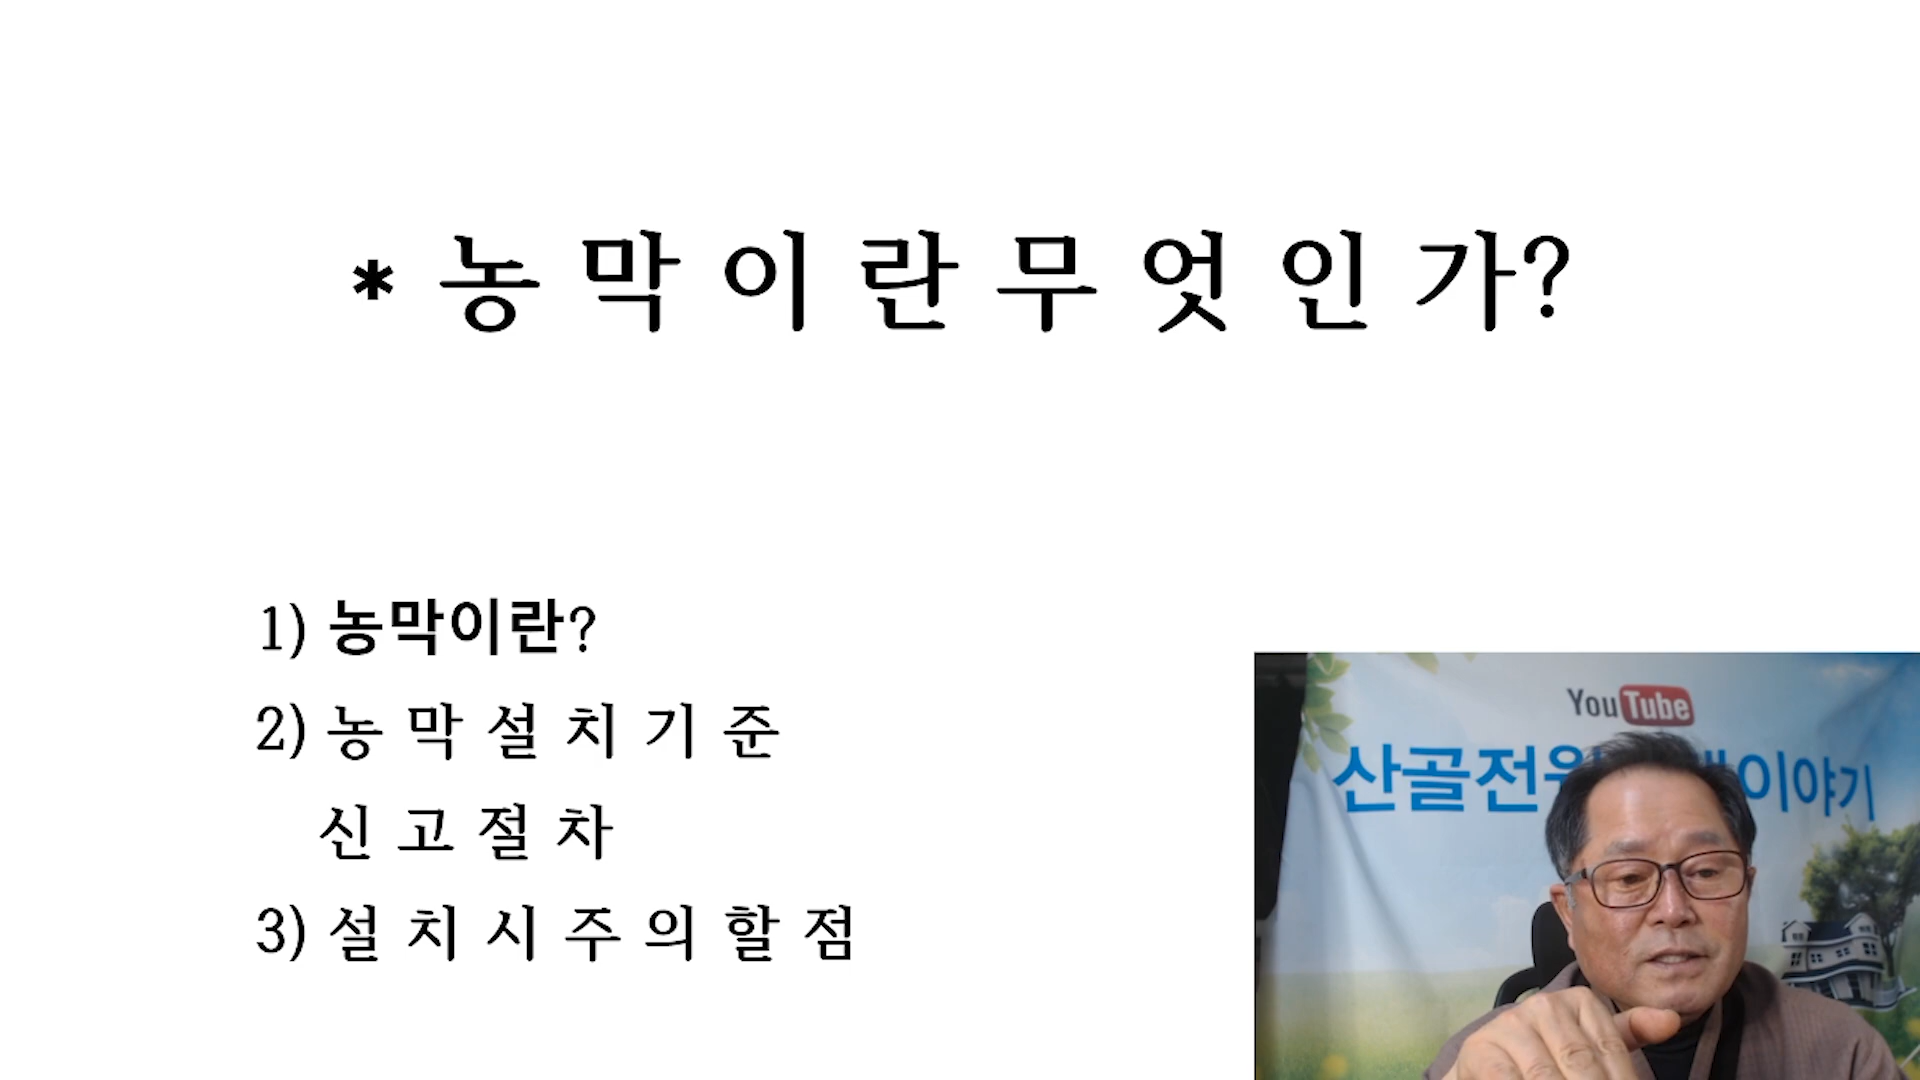 * 농 막 이 란 무 엇 인 가?
1) 농막이란?
2) 농 막 설 치 기 준
신 고 절 차
3) 설 치 시 주 의 할 점
YouTube
산골전 이야기